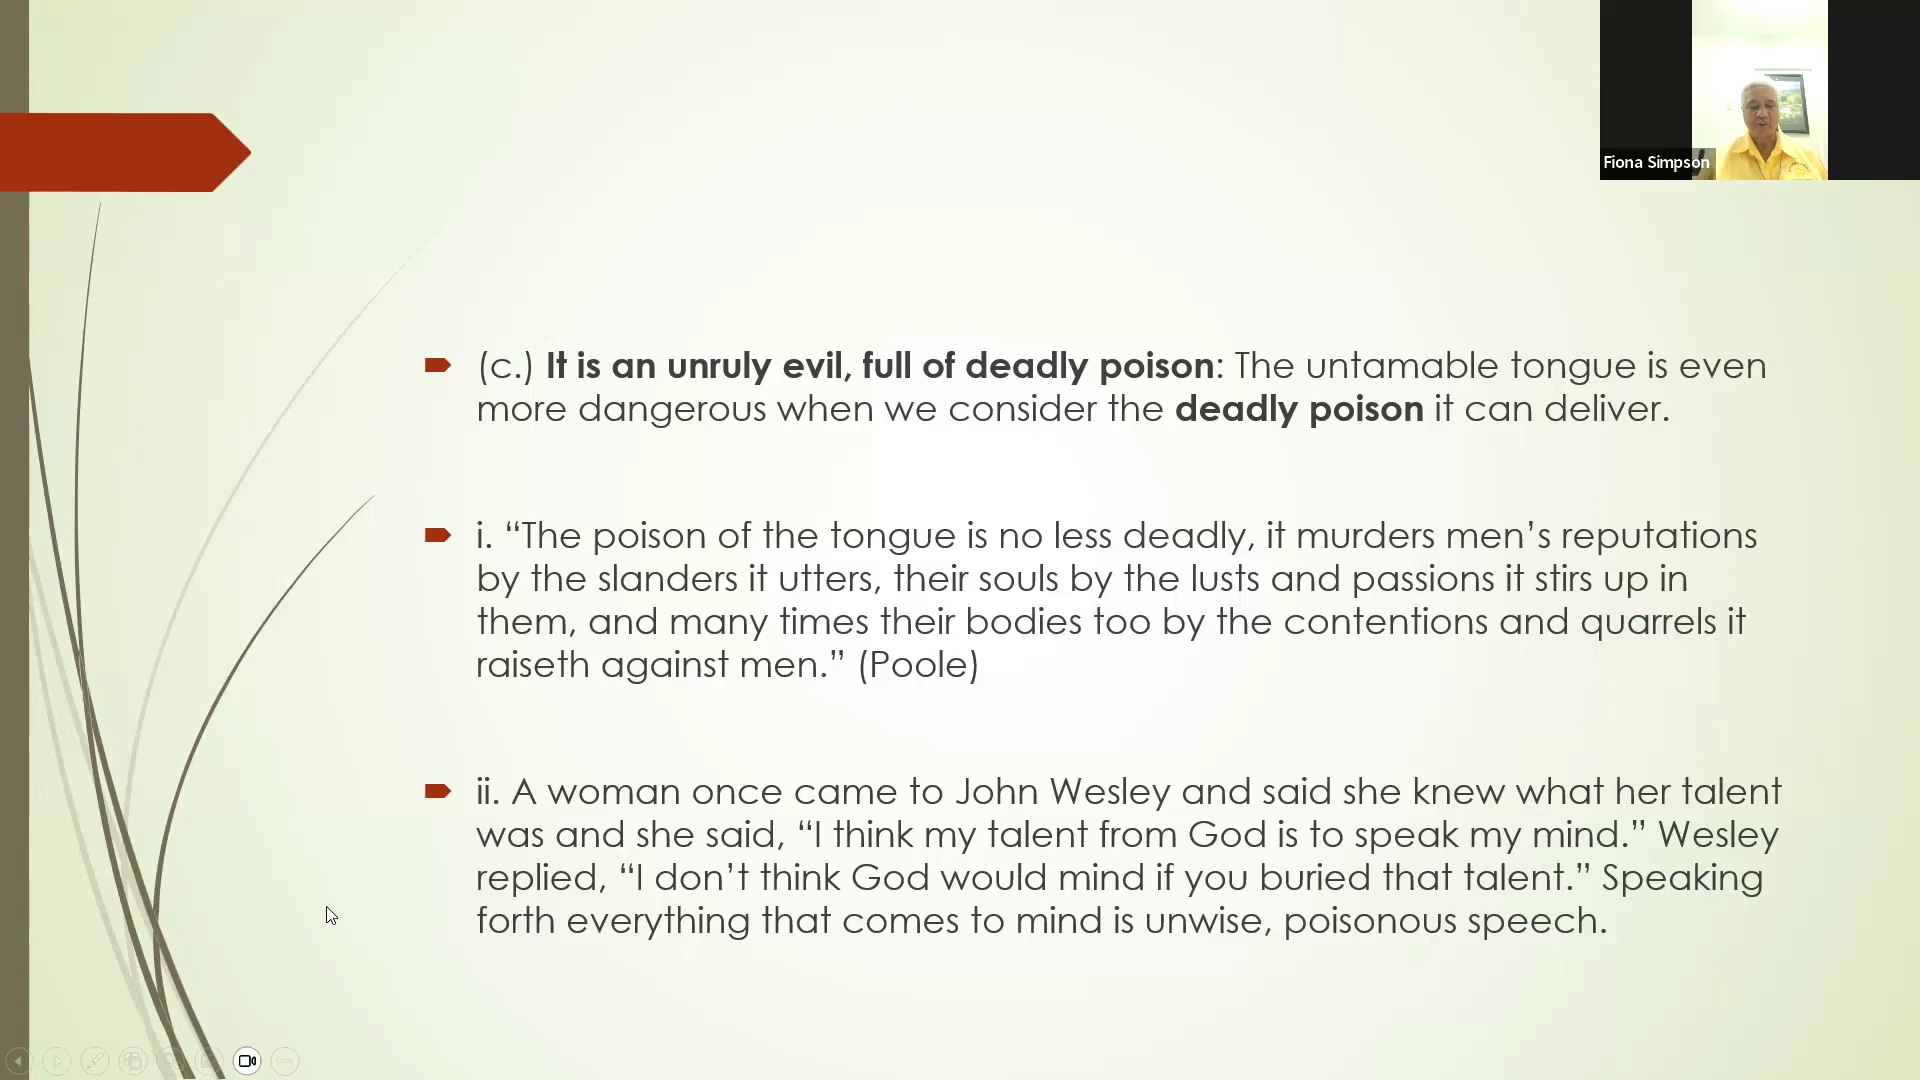 Fiona Simpson
(c.) It is an unruly evil, full of deadly poison: The untamable tongue is even
more dangerous when we consider the deadly poison it can deliver.
i. “The poison of the tongue is no less deadly, it murders men’s reputations
by the slanders it utters, their souls by the lusts and passions it stirs up in
them, and many times their bodies too by the contentions and quarrels it
raiseth against men.” (Poole)
ii. A woman once came to John Wesley and said she knew what her talent
was and she said, “I think my talent from God is to speak my mind.” Wesley
replied, “I don’t think God would mind if you buried that talent.” Speaking
forth everything that comes to mind is unwise, poisonous speech.